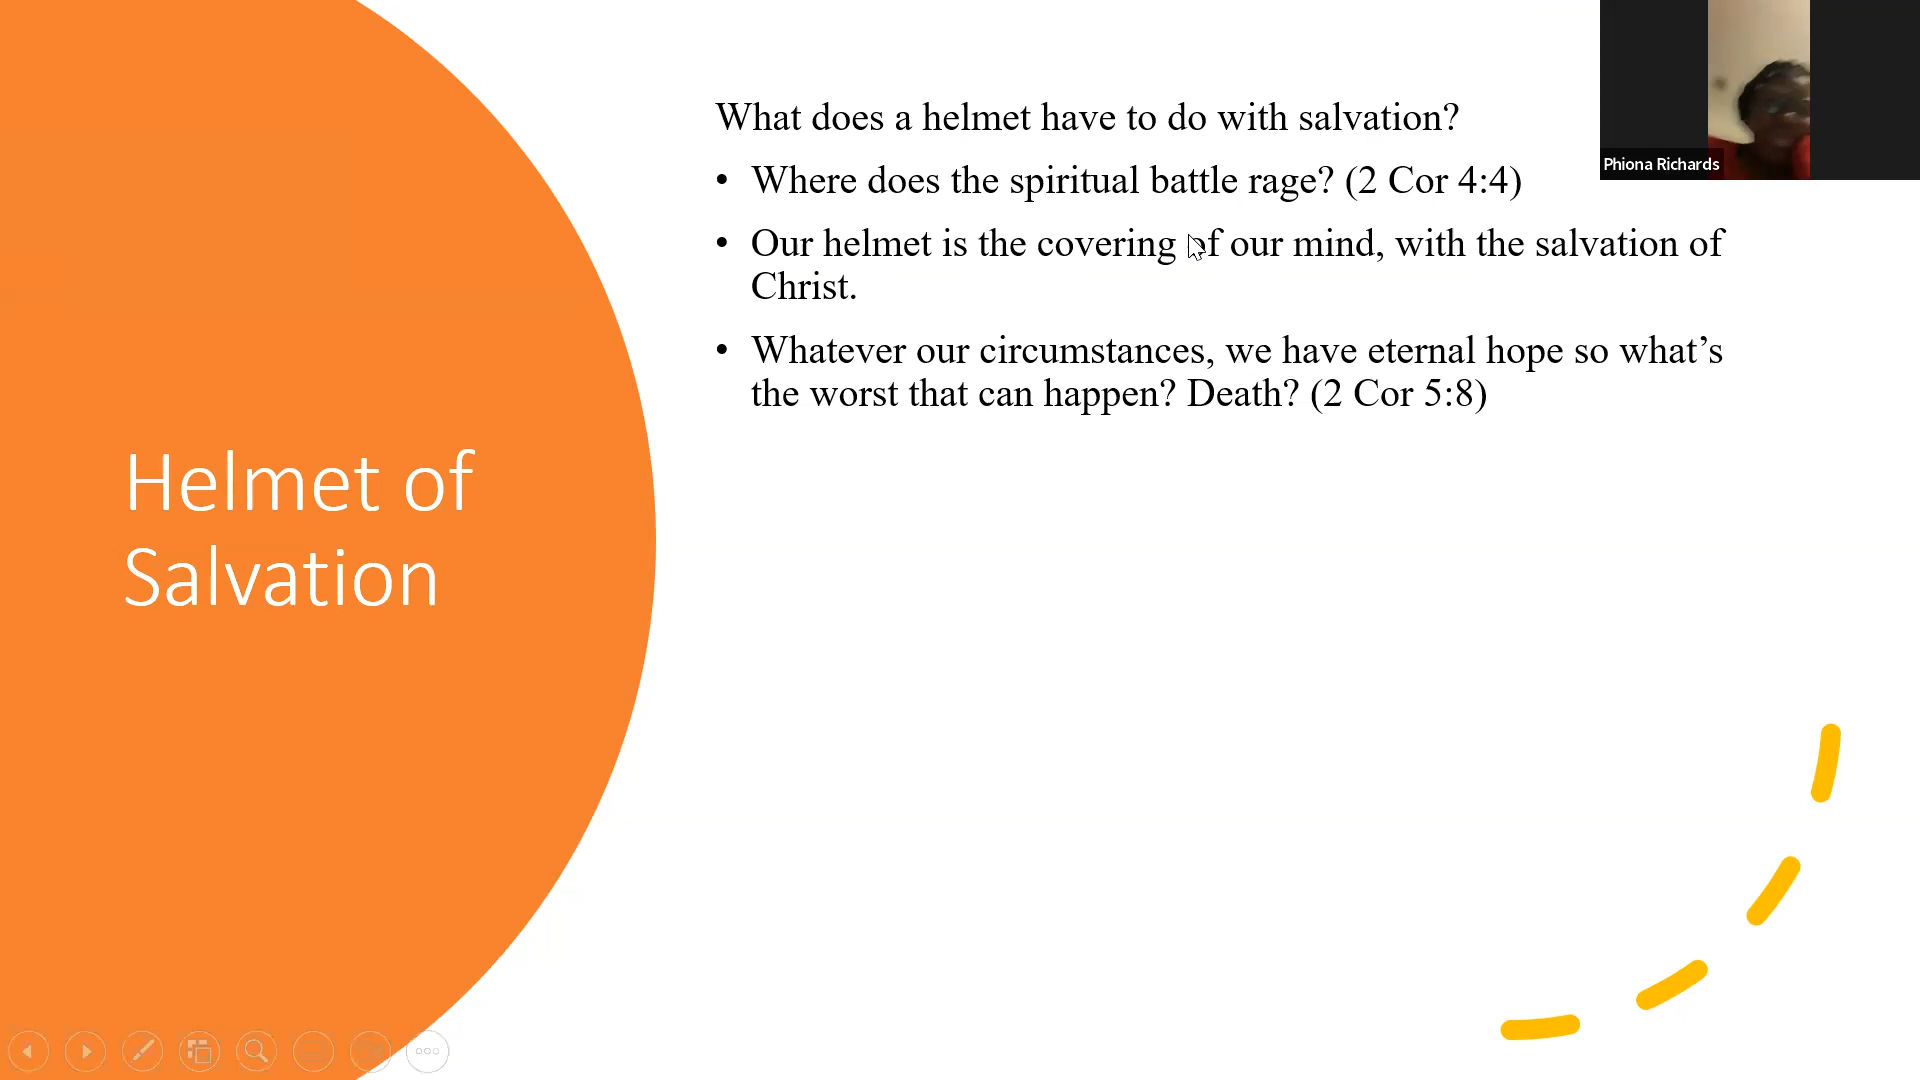 What does a helmet have to do with salvation?
• Where does the spiritual battle rage? (2 Cor 4:4)
• Our helmet is the covering of our mind, with the salvation of
Christ.
• Whatever our circumstances, we have eternal hope so what’s
the worst that can happen? Death? (2 Cor 5:8)
Helmet of
Salvation
Phiona Richards